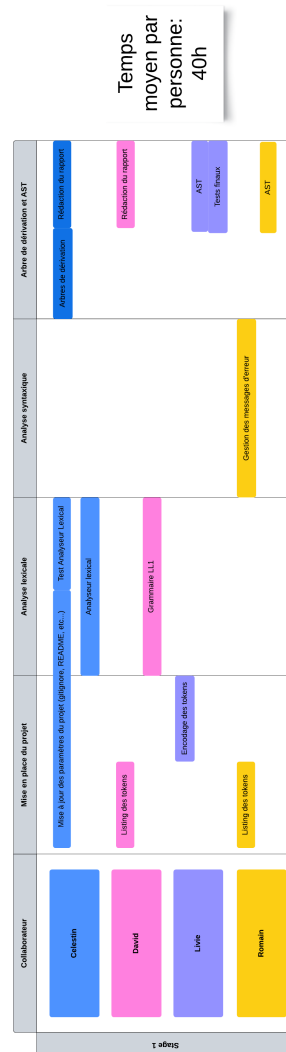 Temps
moyen par
personne:
40h
Stage 1
Collaborateur
Mise en place du projet
Analyse lexicale
Analyse syntaxique
Arbre de dérivation et AST
Celestin
Mise à jour des paramètres du projet (gitignore, README, etc...)
Test Analyseur Lexical
Analyseur lexical
Arbres de dérivation
Rédaction du rapport
David
Listing des tokens
Grammaire LL1
Rédaction du rapport
Livie
Encodage des tokens
AST
Tests finaux
Romain
Listing des tokens
Gestion des messages d'erreur
AST